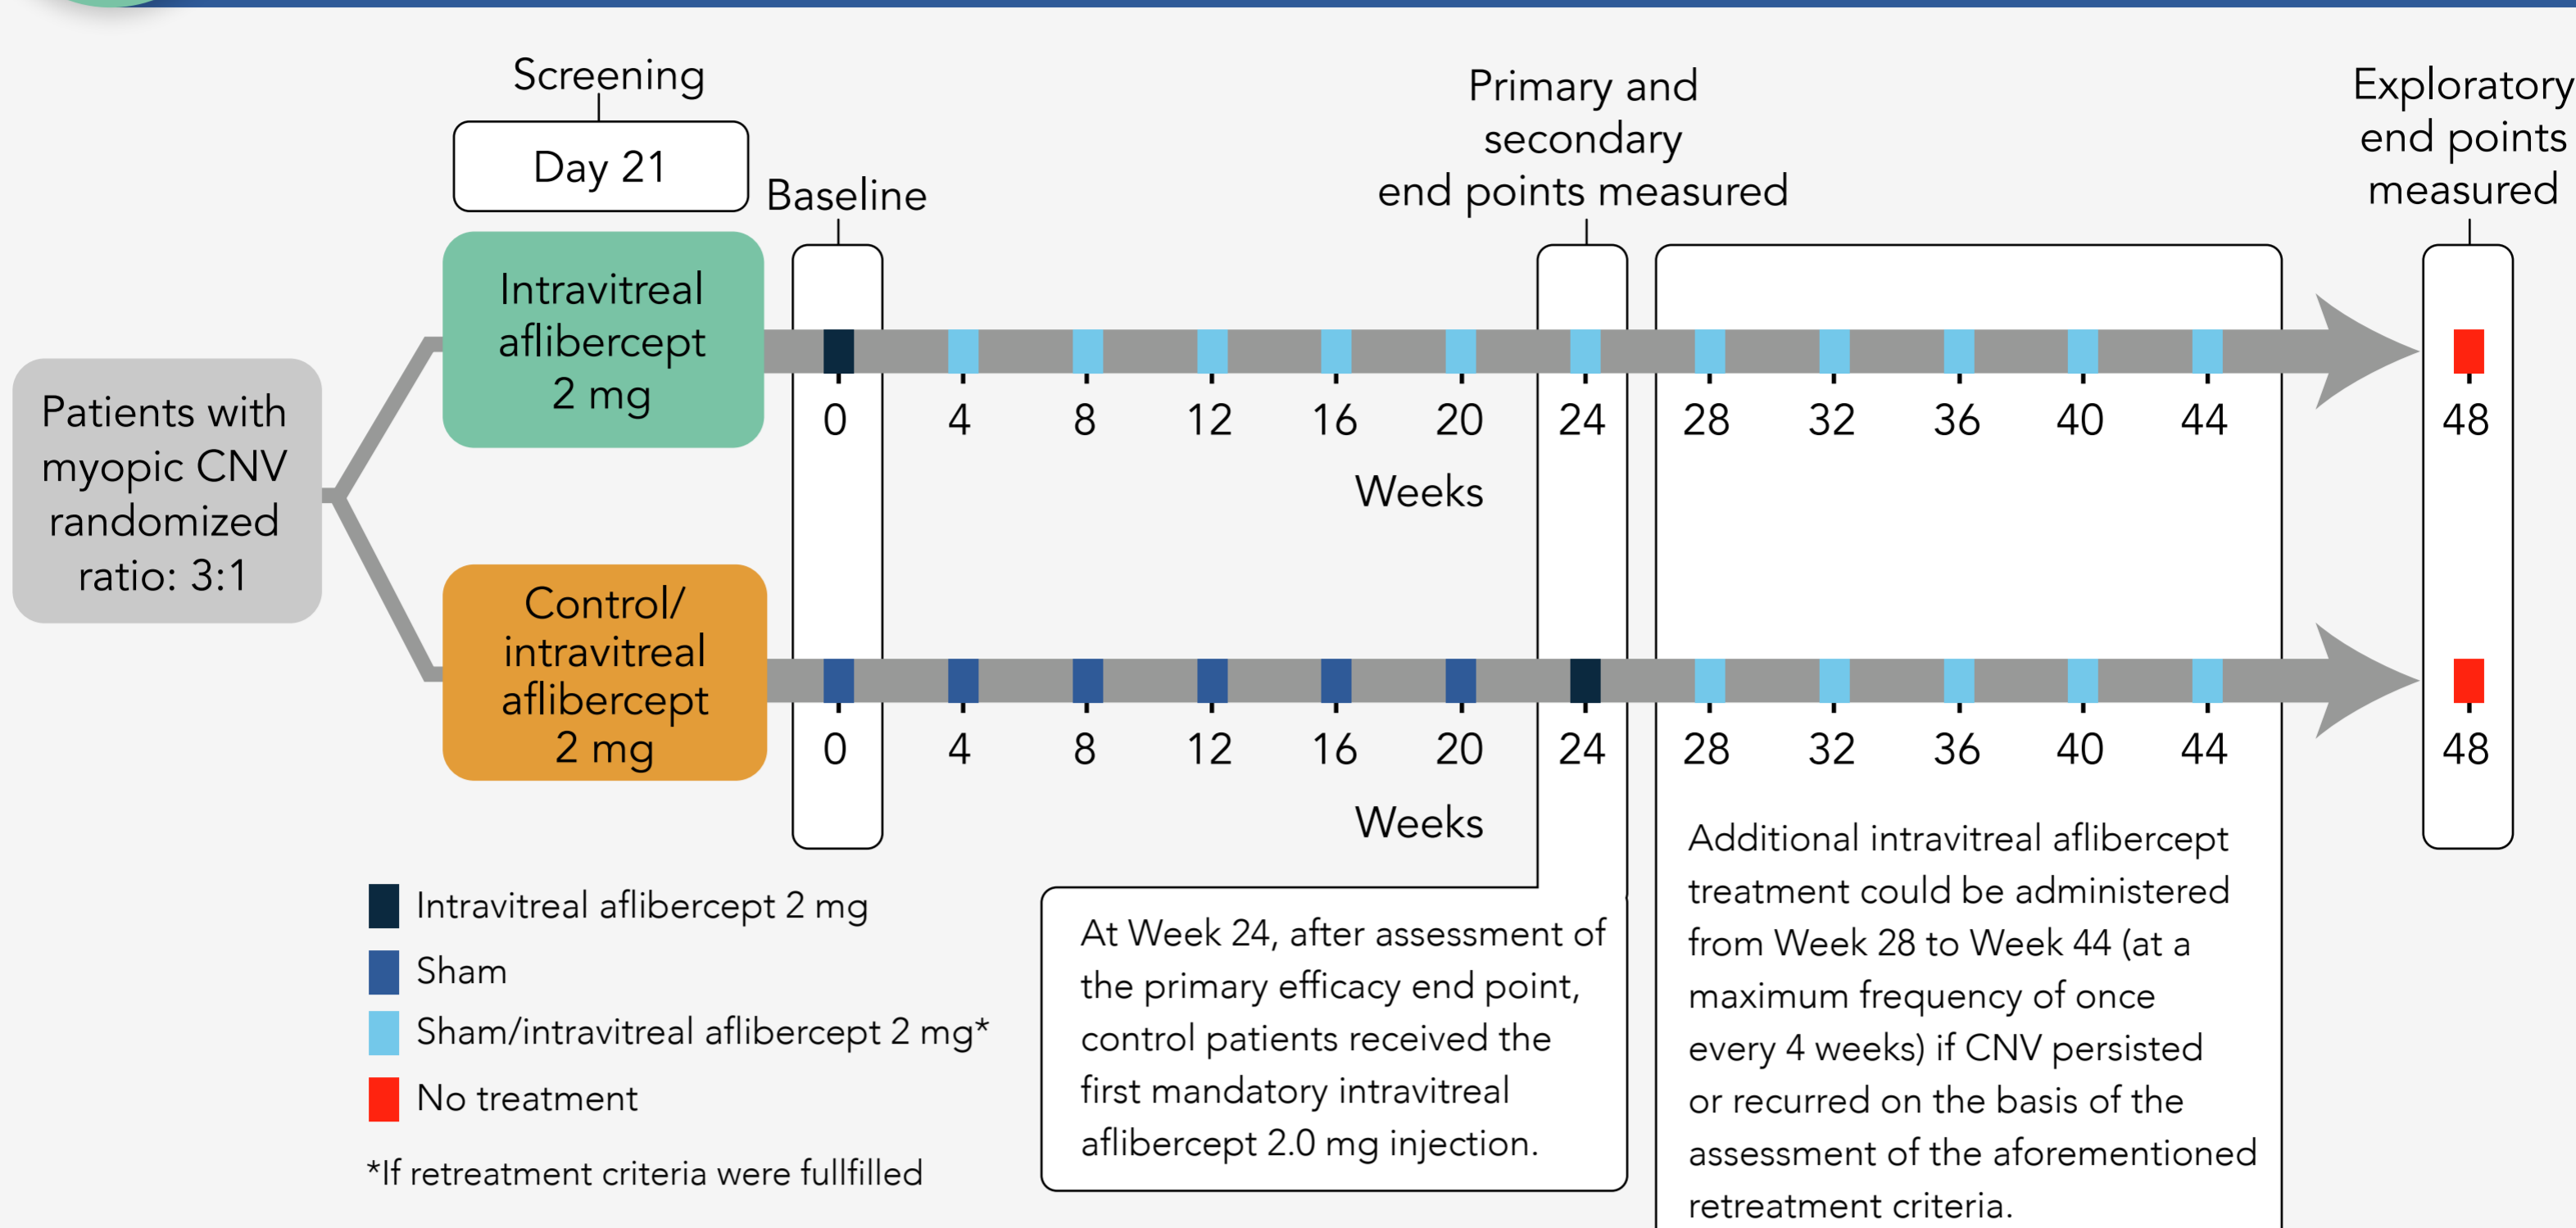 Screening
Day 21
Baseline
Primary and
secondary
end points measured
Exploratory
end points
measured
Patients with
myopic CNV
randomized
ratio: 3:1
Intravitreal
aflibercept
2 mg
0 4 8 12 16 20 24 28 32 36 40 44 48
Weeks
Control/
intravitreal
aflibercept
2 mg
0 4 8 12 16 20 24 28 32 36 40 44 48
Weeks
Intravitreal aflibercept 2 mg
Sham
Sham/intravitreal aflibercept 2 mg*
No treatment
*If retreatment criteria were fullfilled
At Week 24, after assessment of
the primary efficacy end point,
control patients received the
first mandatory intravitreal
aflibercept 2.0 mg injection.
Additional intravitreal aflibercept
treatment could be administered
from Week 28 to Week 44 (at a
maximum frequency of once
every 4 weeks) if CNV persisted
or recurred on the basis of the
assessment of the aforementioned
retreatment criteria.